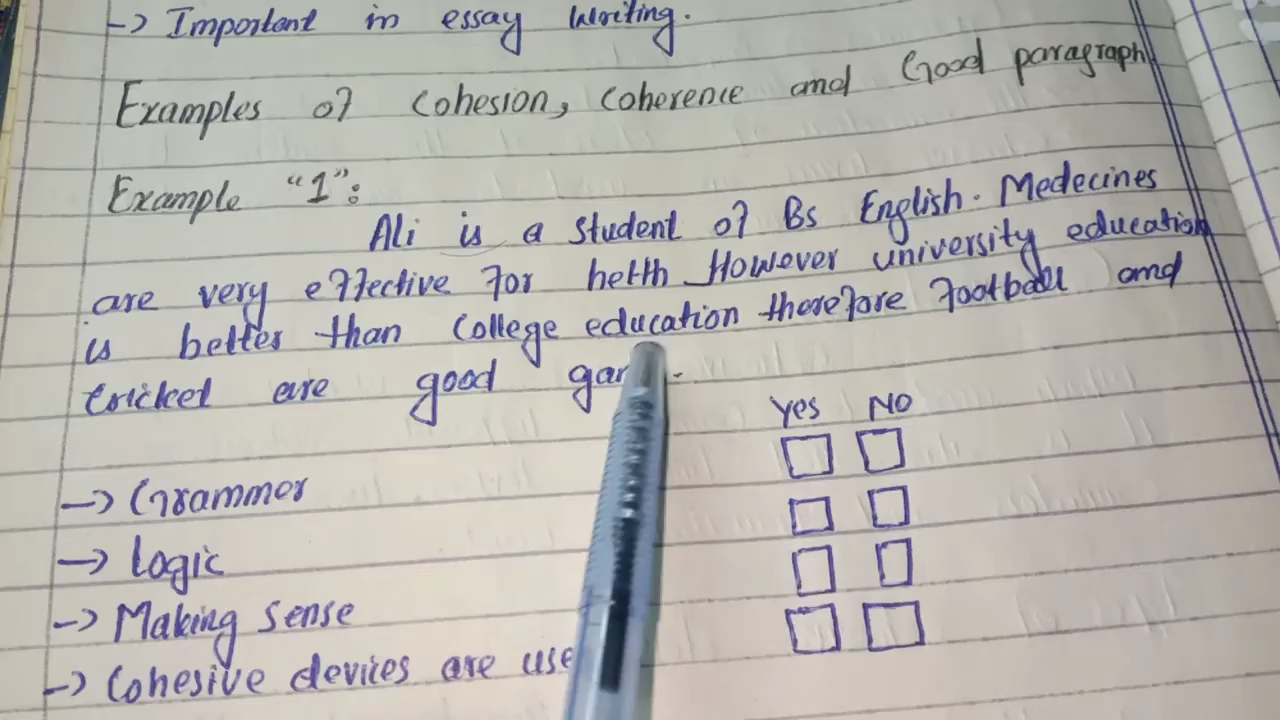 -> Important in essay writing.
Examples of Cohesion, Coherence and Good paragraph
Example "1":
Ali is a student of Bs English. Medecines
are very effective for helth However university education
is better than College education therefore football and
cricket are good
Yes No
-> Grammer
-> Logic
-> Making sense
-> Cohesive devices are